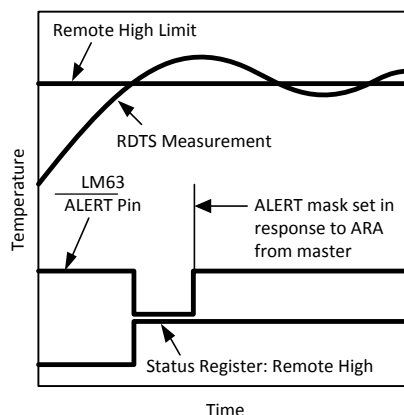 Remote High Limit
RDTS Measurement
LM63
ALERT Pin
ALERT mask set in
response to ARA
from master
Status Register: Remote High
Temperature
Time